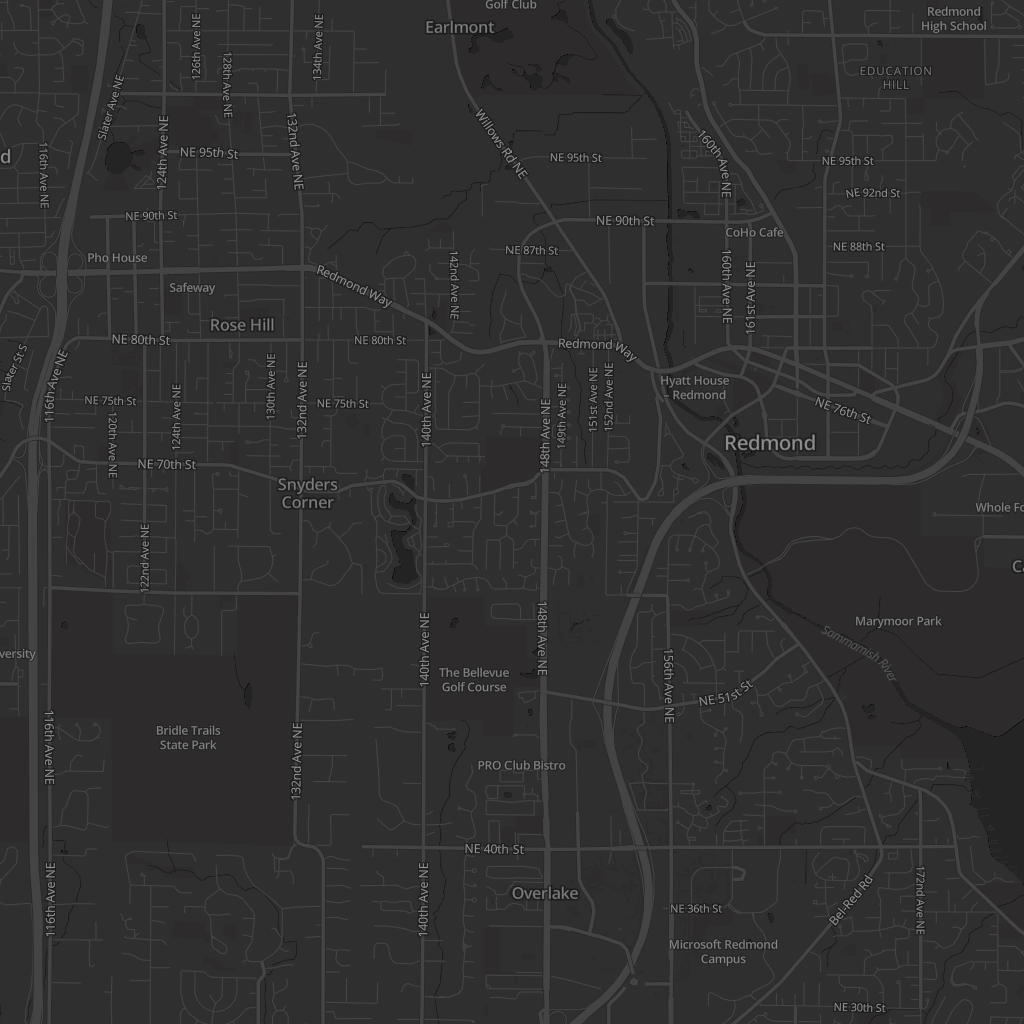 Golf Club
Redmond
High School
Earlmont
126th Ave NE
128th Ave NE
134th Ave NE
EDUCATION
HILL
Slater Ave NE
124th Ave NE
132nd Ave NE
Willows Rd NE
160th Ave NE
116th Ave NE
NE 95th St
NE 95th St
NE 95th St
NE 92nd St
NE 90th St
NE 90th St
CoHo Cafe
NE 88th St
NE 87th St
Pho House
142nd Ave NE
160th Ave NE
161st Ave NE
Redmond Way
Safeway
Rose Hill
NE 80th St
NE 80th St
Redmond Way
Slater St S
116th Ave NE
130th Ave NE
132nd Ave NE
140th Ave NE
149th Ave NE
151st Ave NE
152nd Ave NE
Hyatt House
– Redmond
124th Ave NE
NE 75th St
NE 75th St
NE 76th St
120th Ave NE
148th Ave NE
Redmond
NE 70th St
Snyders
Corner
Whole Fo
122nd Ave NE
140th Ave NE
148th Ave NE
Marymoor Park
Sammamish River
versity
156th Ave NE
The Bellevue
Golf Course
NE 51st St
116th Ave NE
Bridle Trails
State Park
132nd Ave NE
PRO Club Bistro
NE 40th St
116th Ave NE
140th Ave NE
Overlake
Bel-Red Rd
172nd Ave NE
NE 36th St
Microsoft Redmond
Campus
NE 30th St